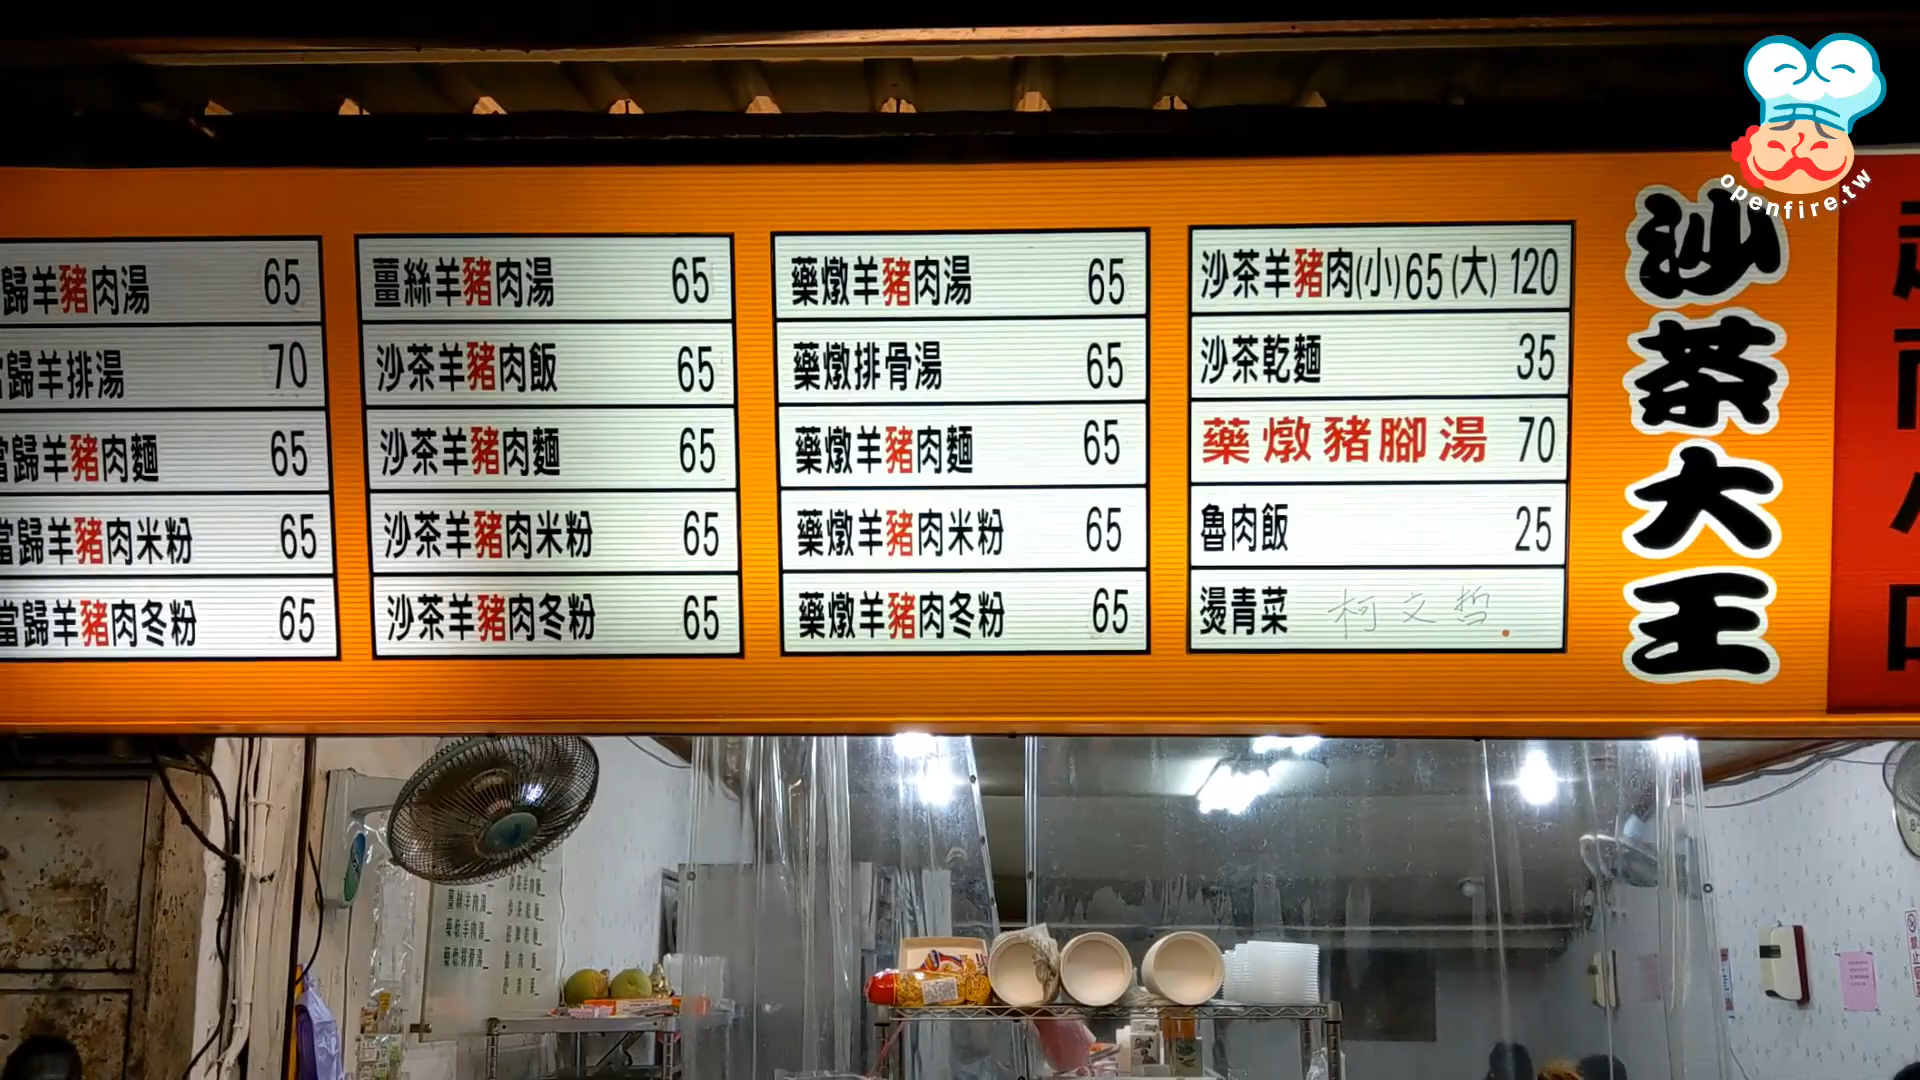 openfire.tw
歸羊豬肉湯 65
當歸羊排湯 70
當歸羊豬肉麵 65
當歸羊豬肉米粉 65
當歸羊豬肉冬粉 65
薑絲羊豬肉湯 65
沙茶羊豬肉飯 65
沙茶羊豬肉麵 65
沙茶羊豬肉米粉 65
沙茶羊豬肉冬粉 65
藥燉羊豬肉湯 65
藥燉排骨湯 65
藥燉羊豬肉麵 65
藥燉羊豬肉米粉 65
藥燉羊豬肉冬粉 65
沙茶羊豬肉(小)65(大)120
沙茶乾麵 35
藥燉豬腳湯 70
魯肉飯 25
燙青菜 柯文哲
沙茶大王